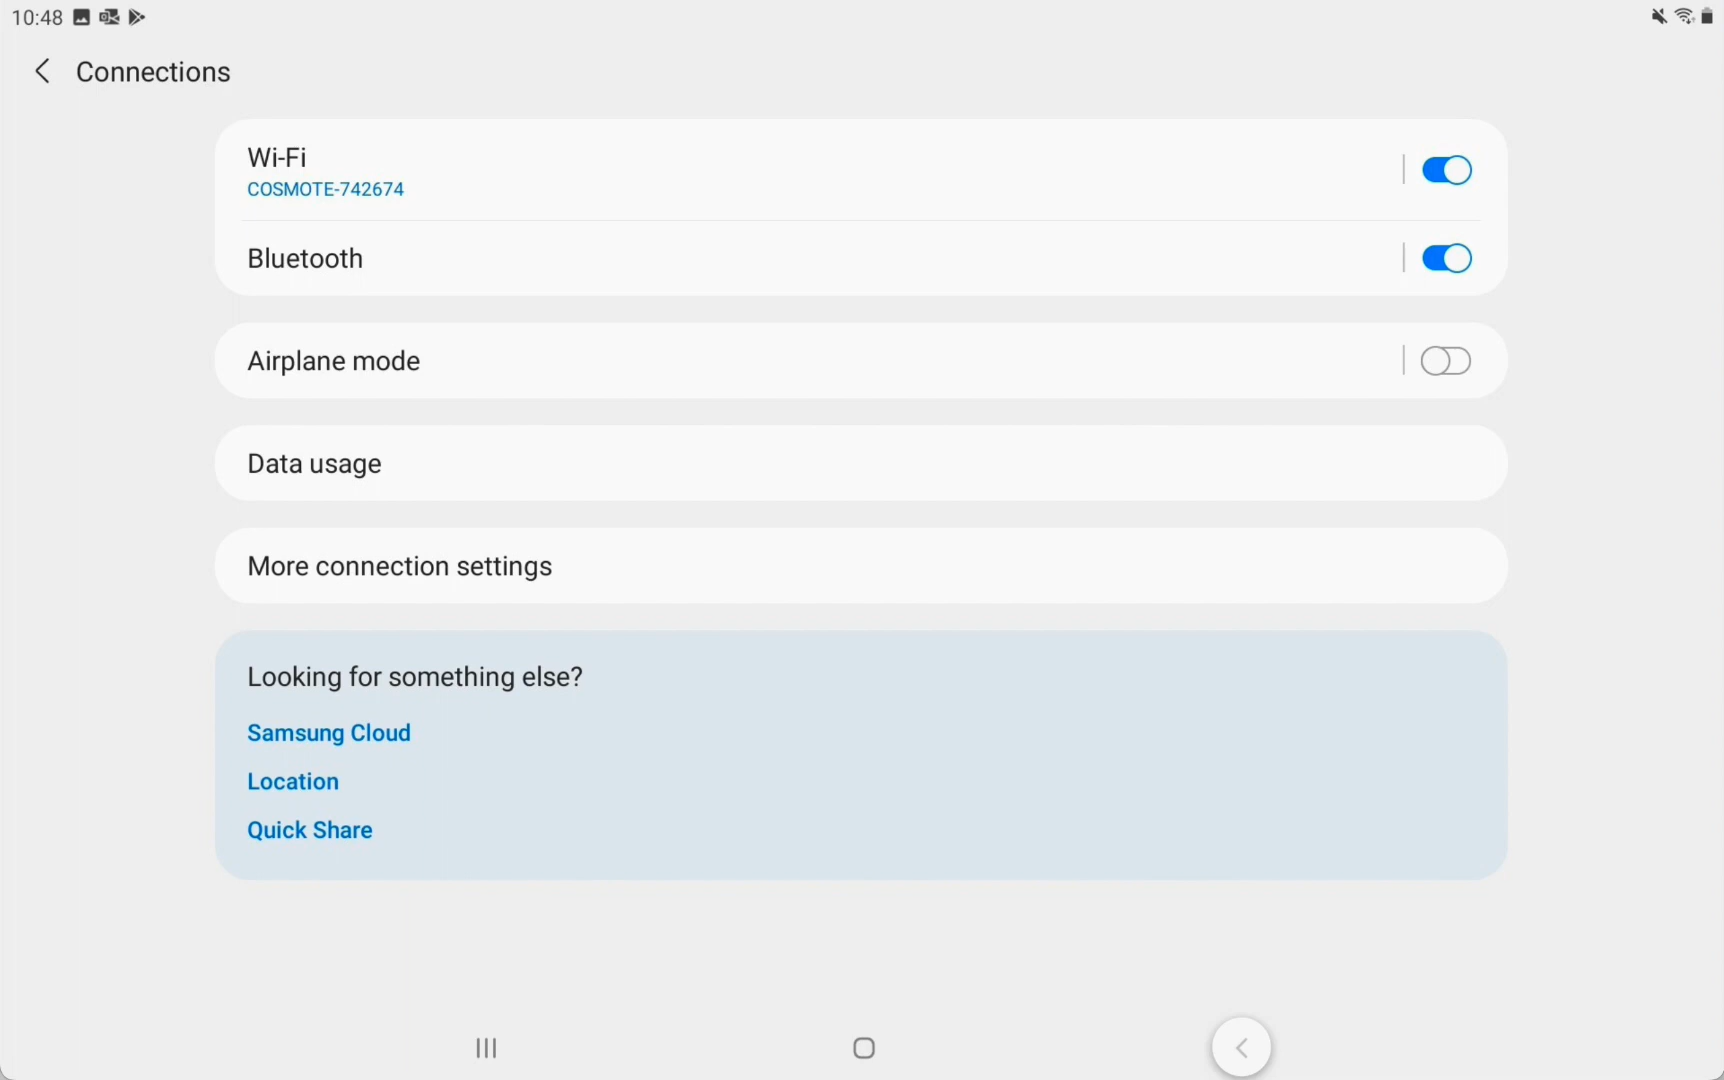 10:48
Connections
Wi-Fi
COSMOTE-742674
Bluetooth
Airplane mode
Data usage
More connection settings
Looking for something else?
Samsung Cloud
Location
Quick Share